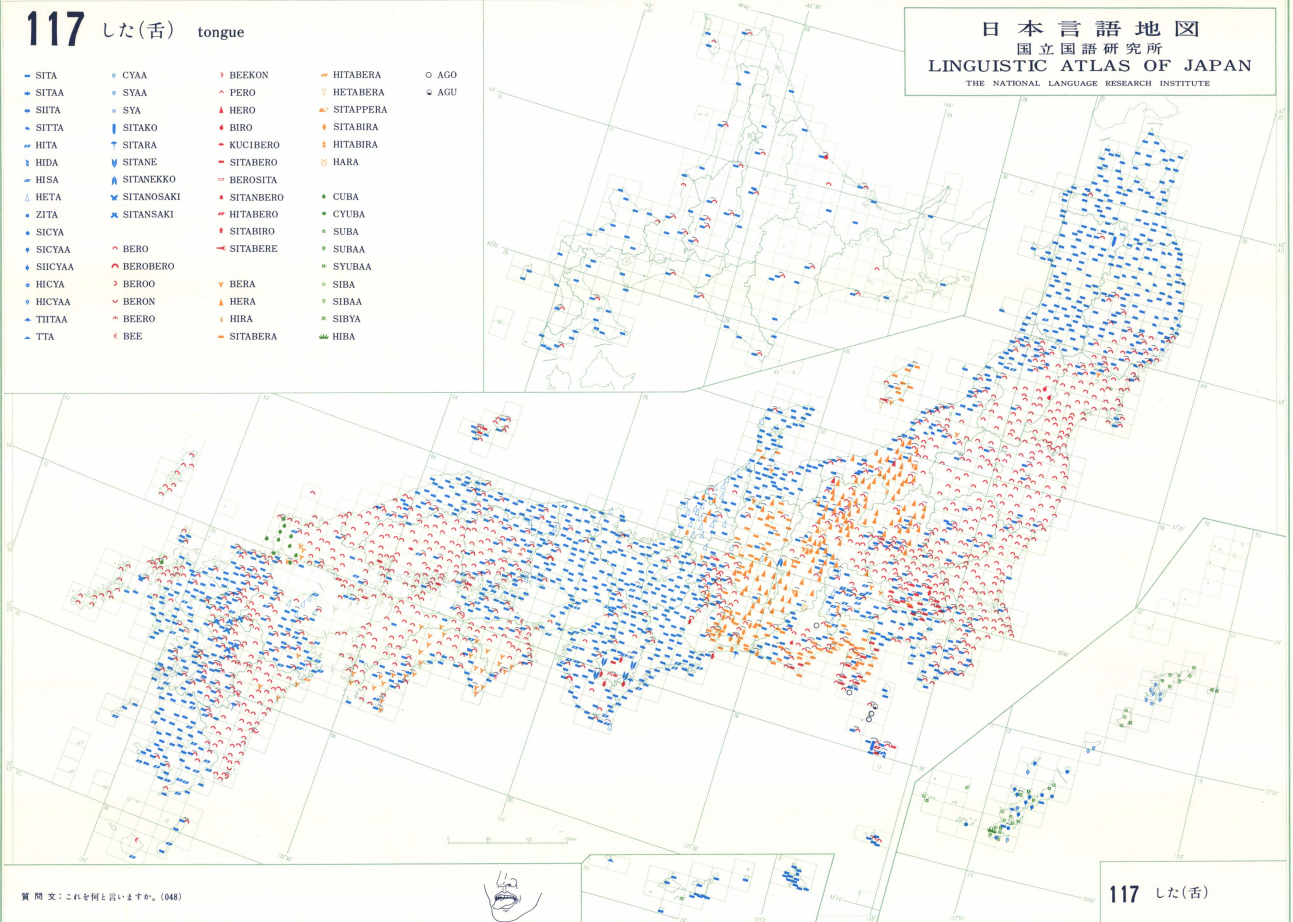 117 した(舌) tongue
日本言語地図
国立国語研究所
LINGUISTIC ATLAS OF JAPAN
THE NATIONAL LANGUAGE RESEARCH INSTITUTE
SITA
SITAA
SIITA
SITTA
HITA
HIDA
HISA
HETA
ZITA
SICYA
SICYAA
SIICYAA
HICYA
HICYAA
TIITAA
TTA
CYAA
SYAA
SYA
SITAKO
SITARA
SITANE
SITANEKKO
SITANOSAKI
SITANSAKI
BERO
BEROBERO
BEROO
BERON
BEERO
BEE
BEEKON
PERO
HERO
BIRO
KUCIBERO
SITABERO
BEROSITA
SITANBERO
HITABERO
SITABIRO
SITABERE
BERA
HERA
HIRA
SITABERA
HITABERA
HETABERA
SITAPPERA
SITABIRA
HITABIRA
HARA
CUBA
CYUBA
SUBA
SUBAA
SYUBAA
SIBA
SIBAA
SIBYA
HIBA
AGO
AGU
質問文:これを何と言いますか。(048)
117 した(舌)